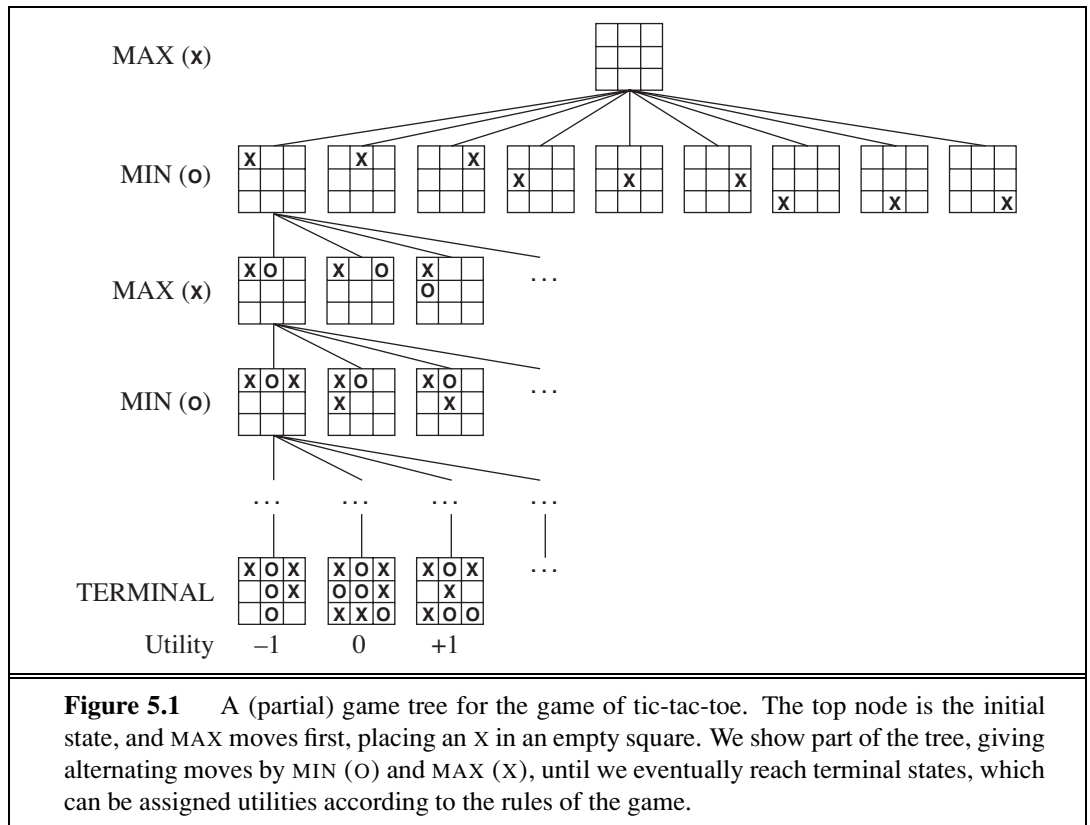 MAX (X)
MIN (O)
X X X X X X X X X
MAX (X)
X O X O X
O
...
MIN (O)
X O X X O X O
X X
...
... ... ... ...
TERMINAL
X O X X O X X O X
O X O O X X
O X X O X O O
...
Utility –1 0 +1
Figure 5.1 A (partial) game tree for the game of tic-tac-toe. The top node is the initial
state, and MAX moves first, placing an X in an empty square. We show part of the tree, giving
alternating moves by MIN (O) and MAX (X), until we eventually reach terminal states, which
can be assigned utilities according to the rules of the game.